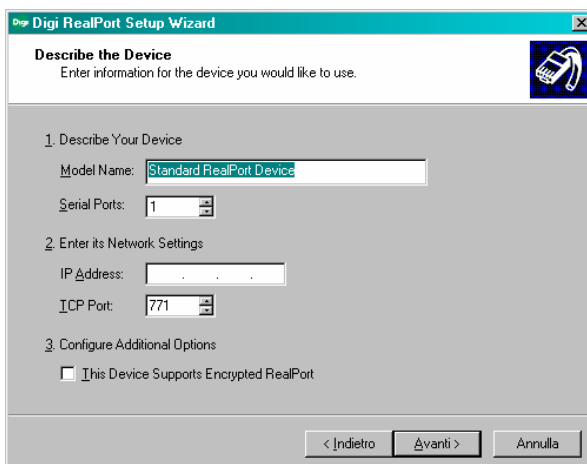 Digi Digi RealPort Setup Wizard
Describe the Device
Enter information for the device you would like to use.
1. Describe Your Device
Model Name: Standard RealPort Device
Serial Ports: 1
2. Enter its Network Settings
IP Address: . . .
TCP Port: 771
3. Configure Additional Options
This Device Supports Encrypted RealPort
< Indietro Avanti > Annulla